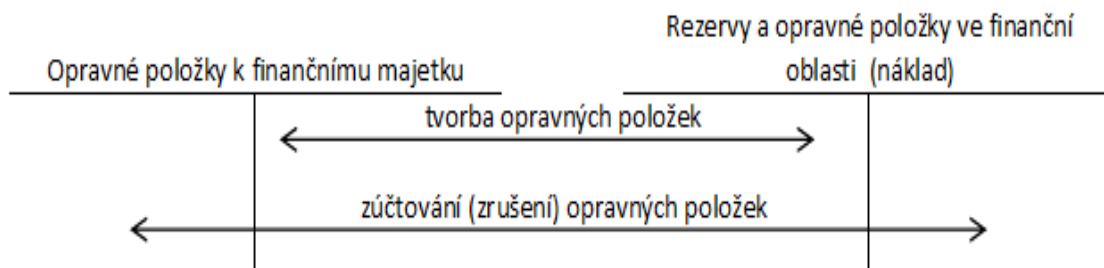 Opravné položky k finančnímu majetku
Rezervy a opravné položky ve finanční
oblasti (náklad)
tvorba opravných položek
zúčtování (zrušení) opravných položek